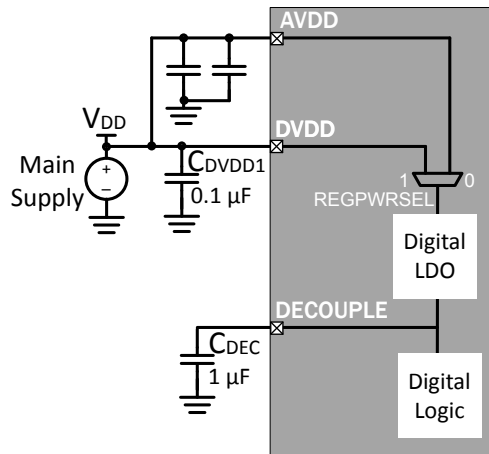 AVDD
VDD
DVDD
Main
Supply
+
–
CDVDD1
0.1 µF
1
0
REGPWRSEL
Digital
LDO
DECOUPLE
CDEC
1 µF
Digital
Logic